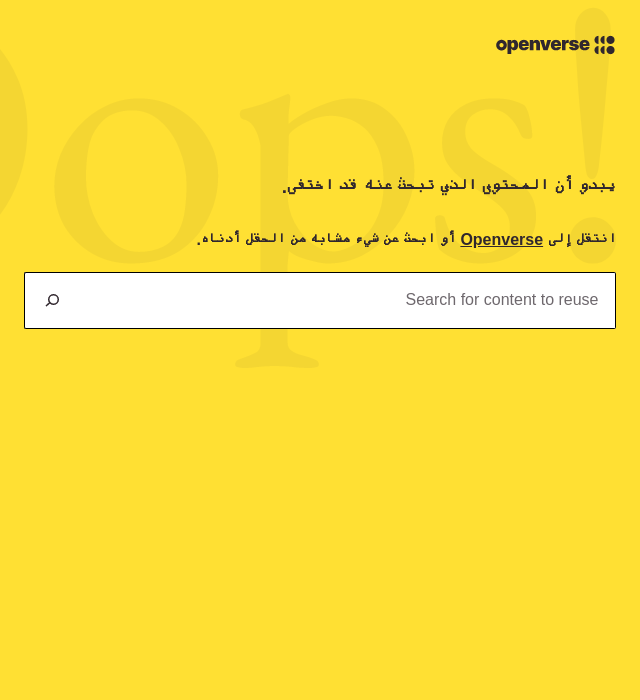 openverse
Oops!
يبدو أن المحتوى الذي تبحث عنه قد اختفى.
انتقل إلى Openverse أو ابحث عن شيء مشابه من الحقل أدناه.
Search for content to reuse